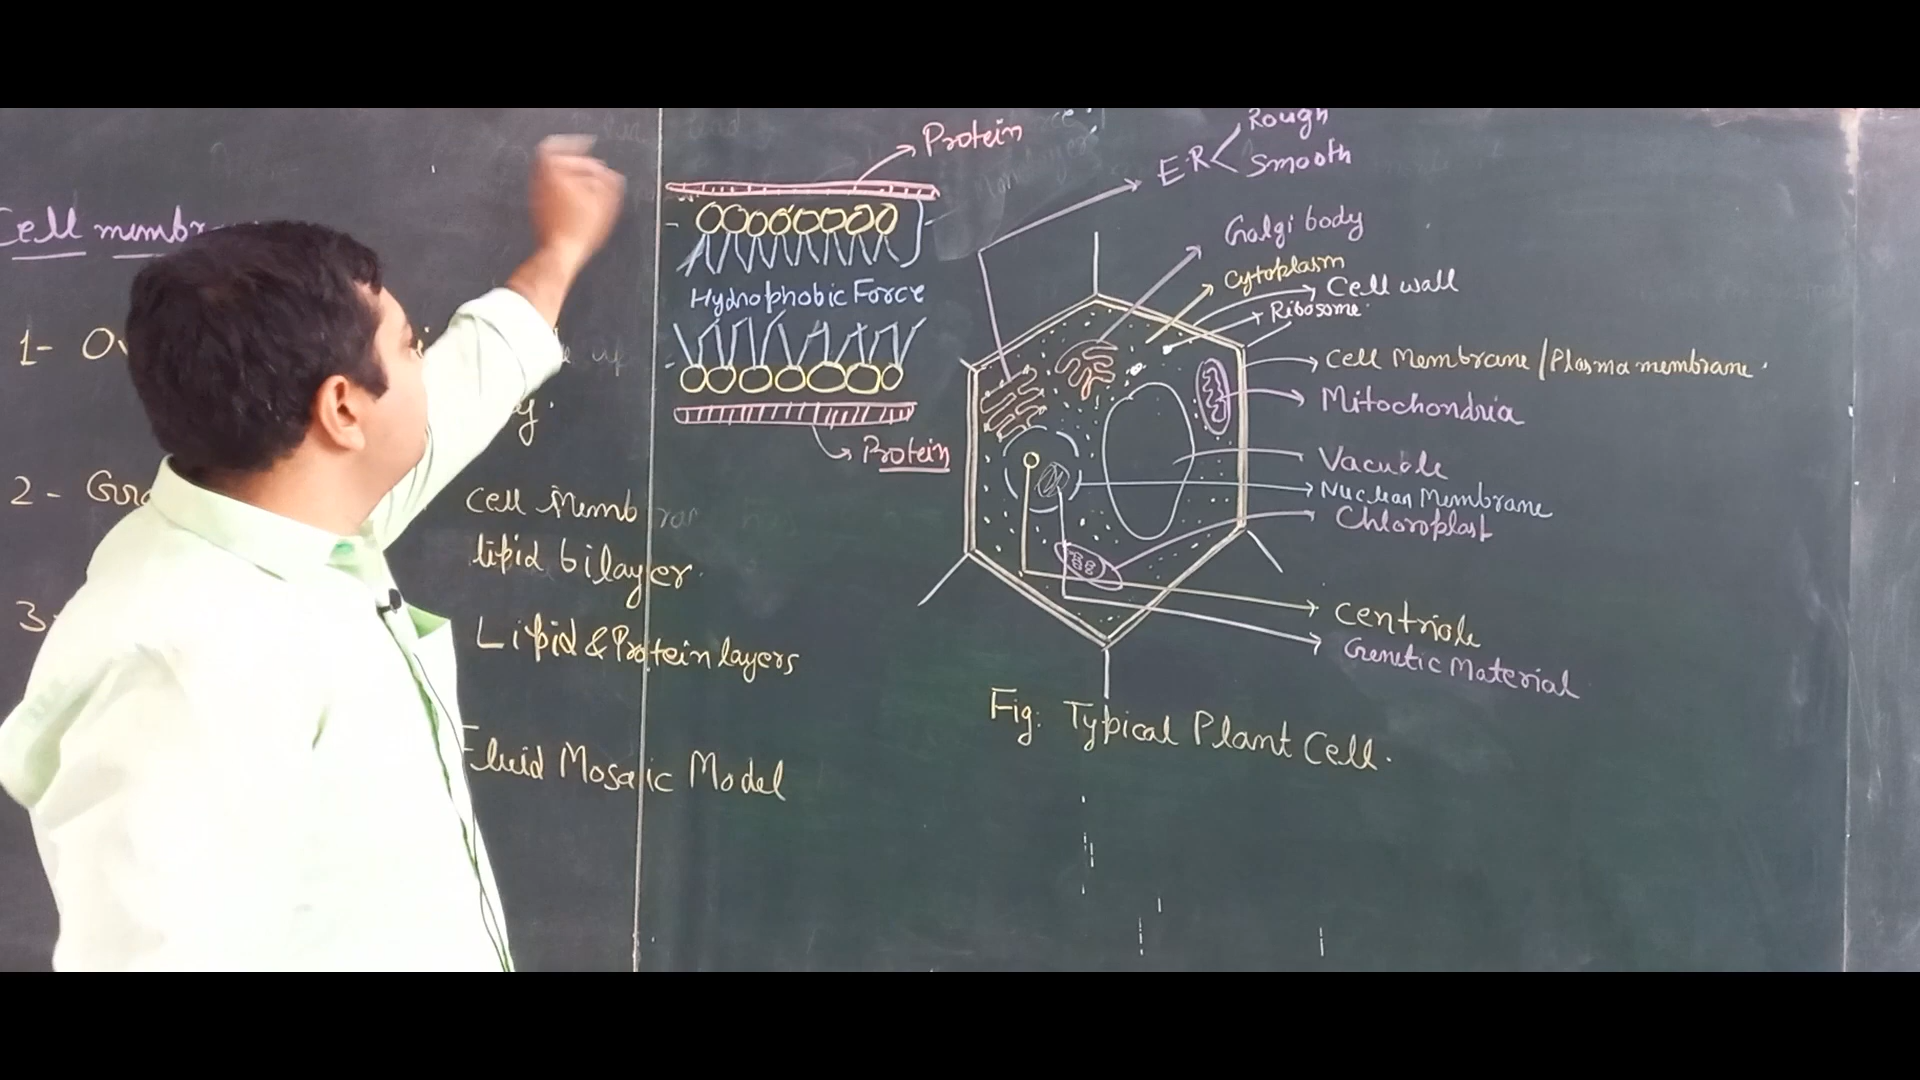 Cell membr
1- Ov
y.
2- Gr
Cell Membrar
lipid bilayer.
3-
Lipid & Protein layers
Fluid Mosaic Model
Protein
Hydrophobic Force
Protein
E.R
Rough
Smooth
Golgi body
Cytoplasm
Cell wall
Ribosome
Cell Membrane / Plasma membrane.
Mitochondria
Vacuole
Nuclear Membrane
Chloroplast
Centriole
Genetic Material
Fig: Typical Plant Cell.